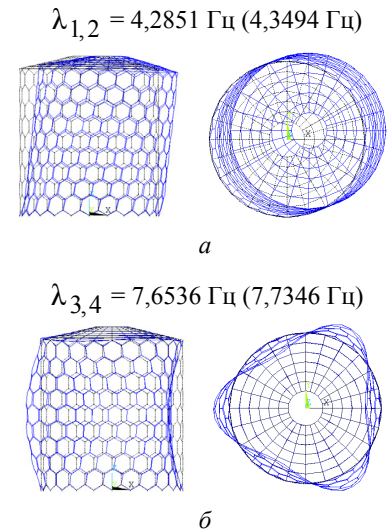 λ1,2 = 4,2851 Гц (4,3494 Гц)
X
X
а
λ3,4 = 7,6536 Гц (7,7346 Гц)
X
X
б